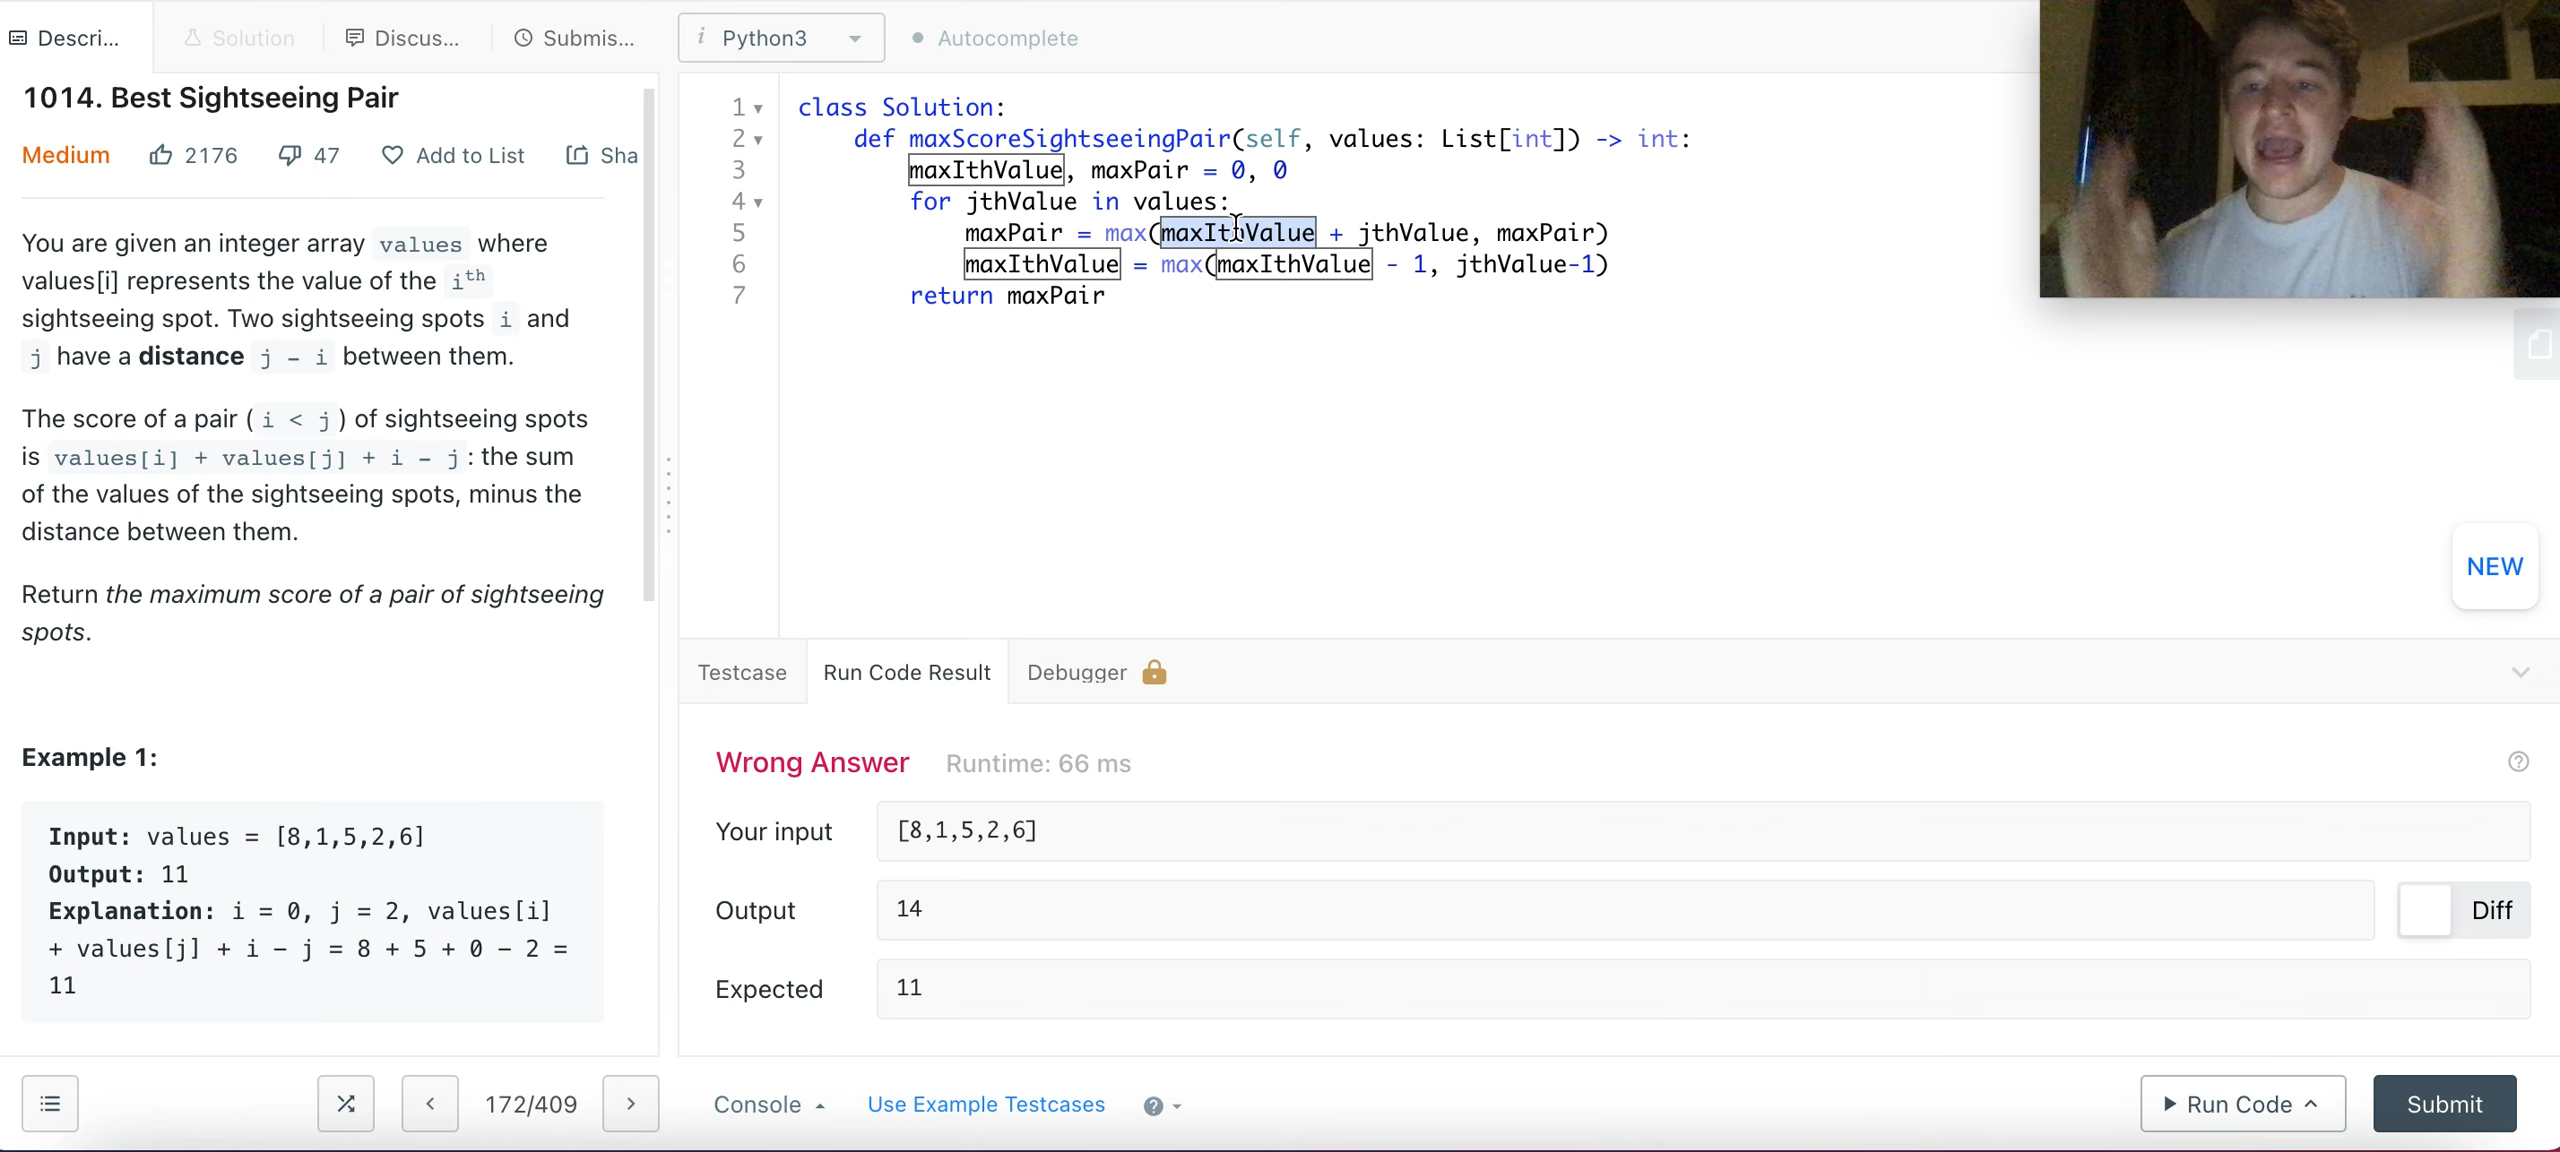 Descri...
Solution
Discus...
Submis...
i Python3
Autocomplete
1014. Best Sightseeing Pair
Medium 2176 47 Add to List Sha
You are given an integer array values where
values[i] represents the value of the ith
sightseeing spot. Two sightseeing spots i and
j have a distance j - i between them.
The score of a pair ( i < j ) of sightseeing spots
is values[i] + values[j] + i - j : the sum
of the values of the sightseeing spots, minus the
distance between them.
Return the maximum score of a pair of sightseeing
spots.
Example 1:
Input: values = [8,1,5,2,6]
Output: 11
Explanation: i = 0, j = 2, values[i]
+ values[j] + i - j = 8 + 5 + 0 - 2 =
11
172/409
1 class Solution:
2 def maxScoreSightseeingPair(self, values: List[int]) -> int:
3 maxIthValue, maxPair = 0, 0
4 for jthValue in values:
5 maxPair = max(maxIthValue + jthValue, maxPair)
6 maxIthValue = max(maxIthValue - 1, jthValue-1)
7 return maxPair
NEW
Testcase
Run Code Result
Debugger
Wrong Answer Runtime: 66 ms
Your input [8,1,5,2,6]
Output 14
Diff
Expected 11
Console
Use Example Testcases
Run Code
Submit